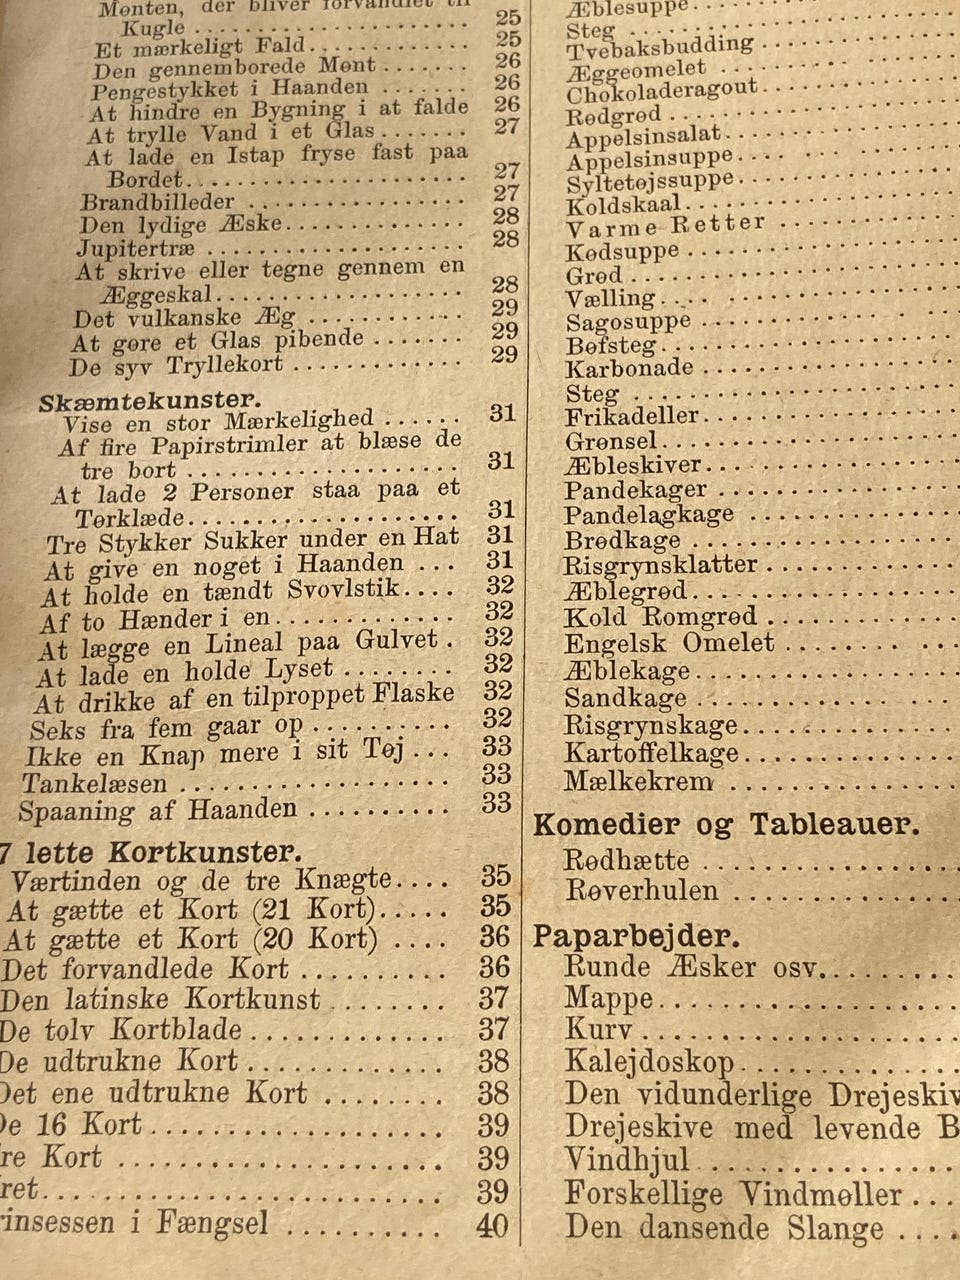 Mønten, der bliver forvandlet til
Kugle .................... 25
Et mærkeligt Fald............. 25
Den gennemborede Mønt ........ 26
Pengestykket i Haanden ....... 26
At hindre en Bygning i at falde 26
At trylle Vand i et Glas....... 27
At lade en Istap fryse fast paa
Bordet.................... 27
Brandbilleder ................ 27
Den lydige Æske.............. 28
Jupitertræ ................... 28
At skrive eller tegne gennem en
Æggeskal.................. 28
Det vulkanske Æg ............ 29
At gøre et Glas pibende ....... 29
De syv Tryllekort ............. 29
Skæmtekunster.
Vise en stor Mærkelighed ...... 31
Af fire Papirstrimler at blæse de
tre bort .................... 31
At lade 2 Personer staa paa et
Tørklæde................... 31
Tre Stykker Sukker under en Hat 31
At give en noget i Haanden ... 31
At holde en tændt Svovlstik.... 32
Af to Hænder i en............. 32
At lægge en Lineal paa Gulvet . 32
At lade en holde Lyset ........ 32
At drikke af en tilproppet Flaske 32
Seks fra fem gaar op .......... 32
Ikke en Knap mere i sit Tøj ... 33
Tankelæsen ................... 33
Spaaning af Haanden .......... 33
7 lette Kortkunster.
Værtinden og de tre Knægte.... 35
At gætte et Kort (21 Kort)..... 35
At gætte et Kort (20 Kort) .... 36
Det forvandlede Kort .......... 36
Den latinske Kortkunst ........ 37
De tolv Kortblade ............. 37
De udtrukne Kort ............. 38
Det ene udtrukne Kort ........ 38
De 16 Kort ................... 39
re Kort ...................... 39
ret........................... 39
rinsessen i Fængsel .......... 40
Æblesuppe
Steg
Tvebaksbudding
Æggeomelet
Chokoladeragout
Rødgrød
Appelsinsalat
Appelsinsuppe
Syltetøjssuppe
Koldskaal
Varme Retter
Kødsuppe
Grød
Vælling
Sagosuppe
Bøfsteg
Karbonade
Steg
Frikadeller
Grønsel
Æbleskiver
Pandekager
Pandelagkage
Brødkage
Risgrynsklatter
Æblegrød
Kold Romgrød
Engelsk Omelet
Æblekage
Sandkage
Risgrynskage
Kartoffelkage
Mælkekrem
Komedier og Tableauer.
Rødhætte
Røverhulen
Paparbejder.
Runde Æsker osv.
Mappe
Kurv
Kalejdoskop
Den vidunderlige Drejeskiv
Drejeskive med levende B
Vindhjul
Forskellige Vindmøller
Den dansende Slange